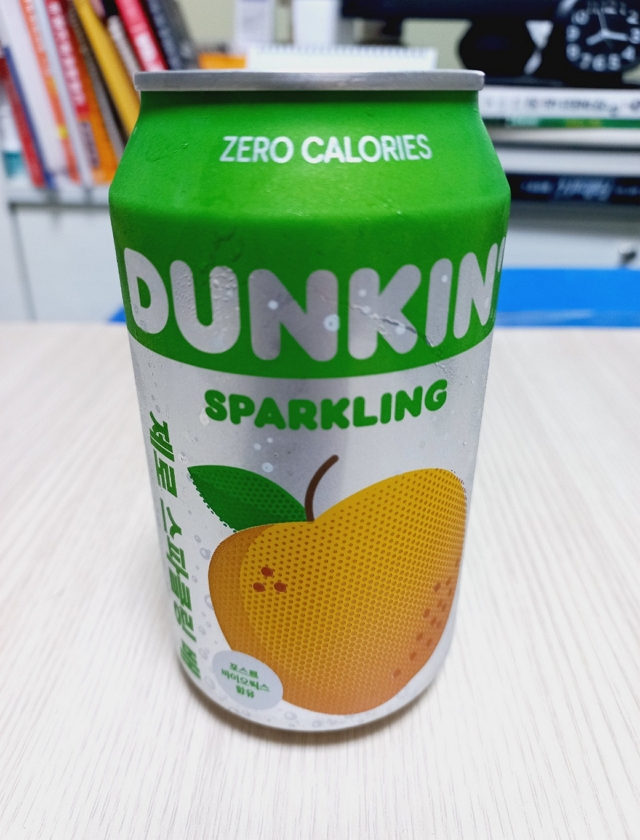 ZERO CALORIES
DUNKIN'
SPARKLING
제로 스파클링
포스트
바이오틱스
함유